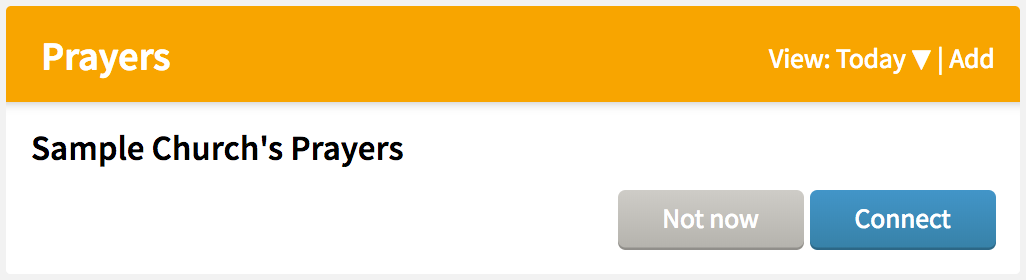 Prayers
View: Today ▼ | Add
Sample Church's Prayers
Not now
Connect